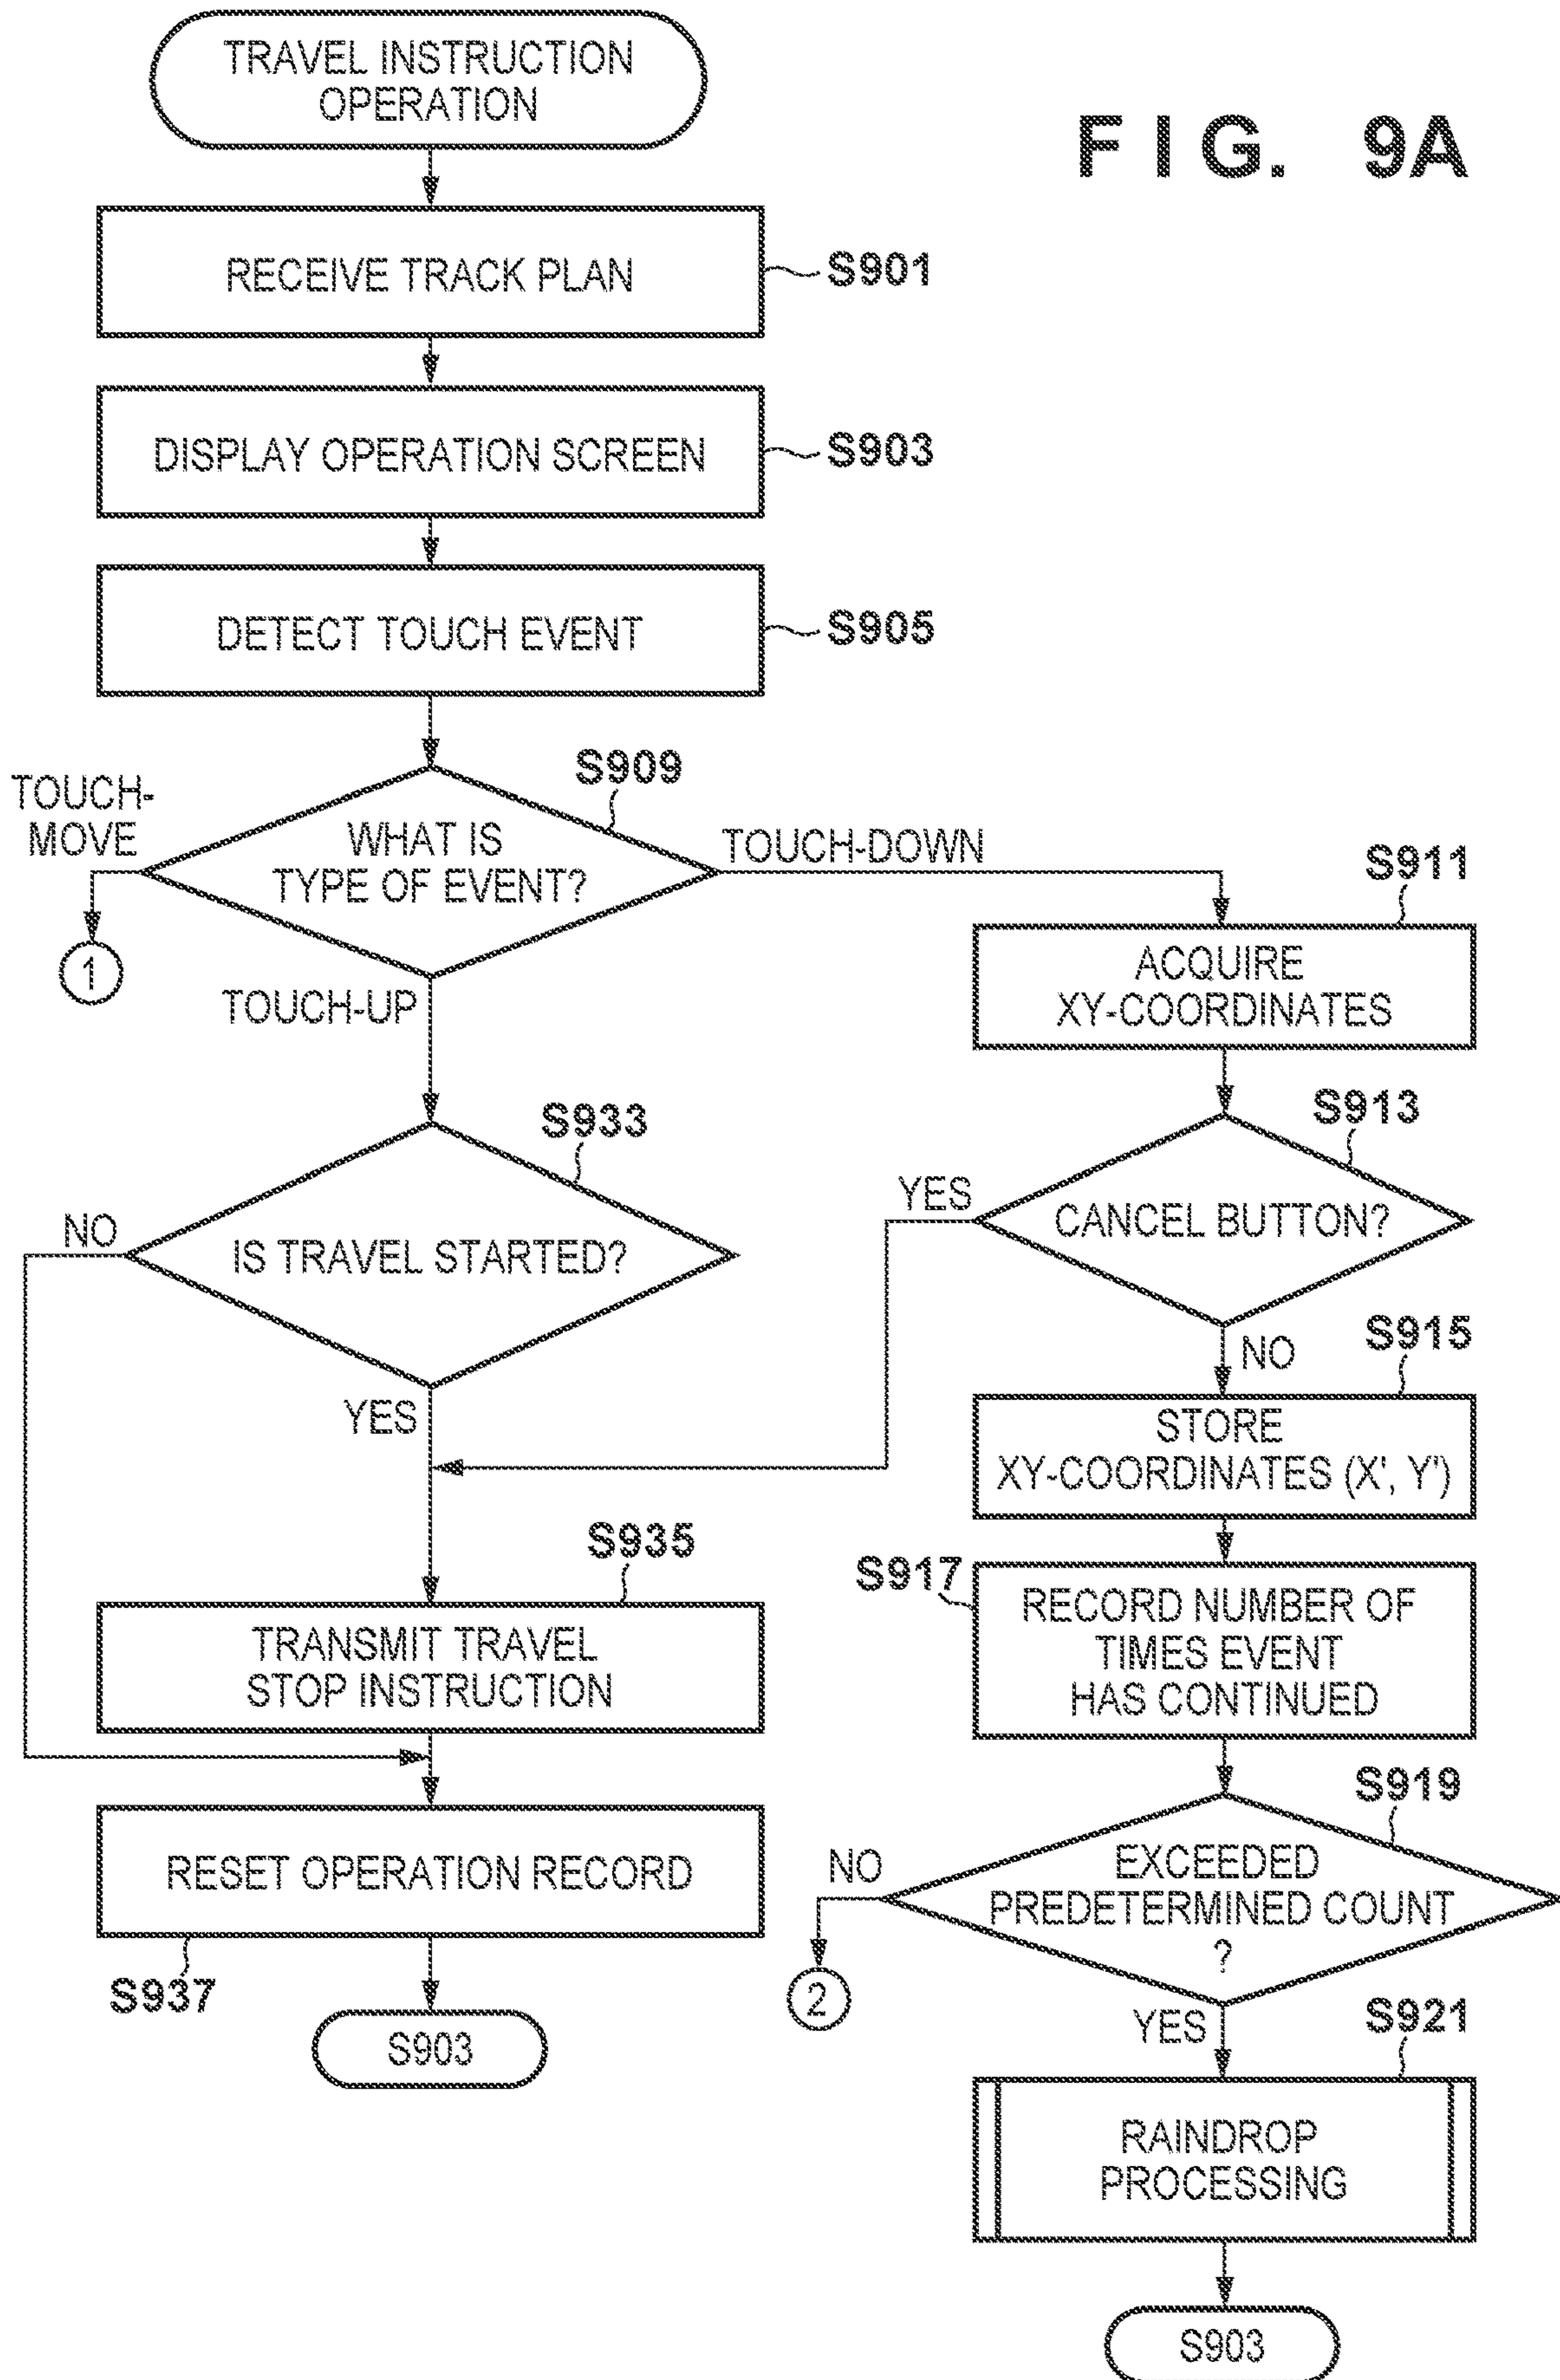 TRAVEL INSTRUCTION
OPERATION
FIG. 9A
RECEIVE TRACK PLAN
S901
DISPLAY OPERATION SCREEN
S903
DETECT TOUCH EVENT
S905
S909
TOUCH-
MOVE
WHAT IS
TYPE OF EVENT?
TOUCH-DOWN
1
TOUCH-UP
S911
ACQUIRE
XY-COORDINATES
S913
CANCEL BUTTON?
YES
NO
S933
IS TRAVEL STARTED?
NO
YES
S915
STORE
XY-COORDINATES (X', Y')
S917
RECORD NUMBER OF
TIMES EVENT
HAS CONTINUED
S935
TRANSMIT TRAVEL
STOP INSTRUCTION
RESET OPERATION RECORD
S937
S903
S919
EXCEEDED
PREDETERMINED COUNT
?
NO
2
YES
S921
RAINDROP
PROCESSING
S903